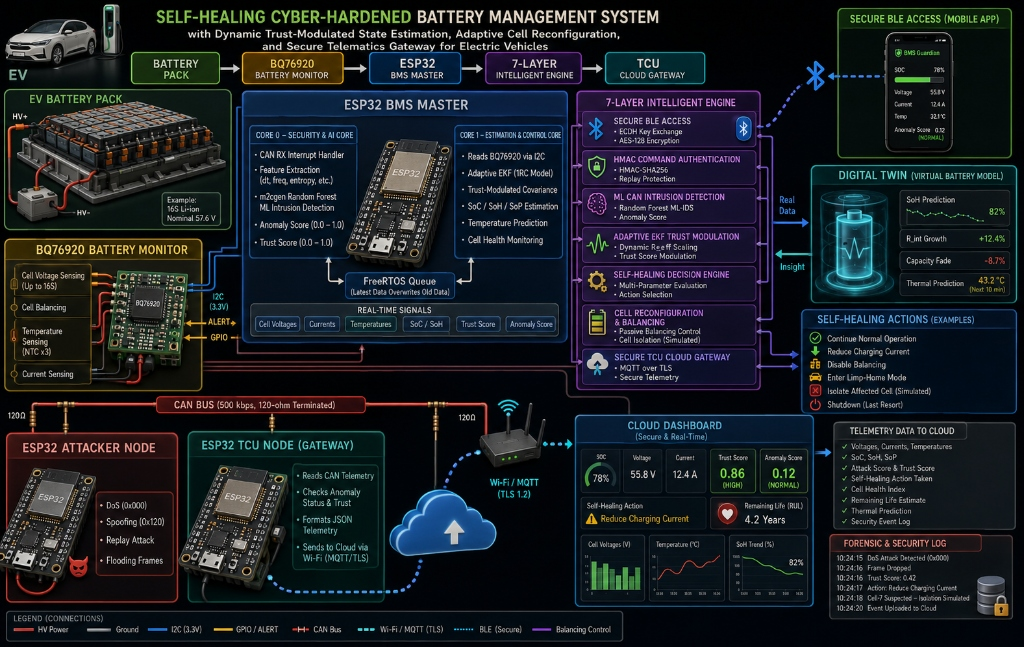 SELF-HEALING CYBER-HARDENED BATTERY MANAGEMENT SYSTEM
with Dynamic Trust-Modulated State Estimation, Adaptive Cell Reconfiguration,
and Secure Telematics Gateway for Electric Vehicles
EV
BATTERY
PACK
BQ76920
BATTERY MONITOR
ESP32
BMS MASTER
7-LAYER
INTELLIGENT ENGINE
TCU
CLOUD GATEWAY
SECURE BLE ACCESS (MOBILE APP)
BMS Guardian
SOC 78%
Voltage 55.8 V
Current 12.4 A
Temp 32.1°C
Anomaly Score 0.12
(NORMAL)
EV BATTERY PACK
HV+
HV-
Example:
16S Li-ion
Nominal 57.6 V
BQ76920 BATTERY MONITOR
Cell Voltage Sensing
(Up to 16S)
Cell Balancing
Temperature
Sensing
(NTC x3)
Current Sensing
BQ76920
I2C
(3.3V)
ALERT
GPIO
ESP32 BMS MASTER
CORE 0 – SECURITY & AI CORE
• CAN RX Interrupt Handler
• Feature Extraction
(dt, freq, entropy, etc.)
• m2cgen Random Forest
ML Intrusion Detection
• Anomaly Score (0.0 – 1.0)
• Trust Score (0.0 – 1.0)
ESP32
CORE 1 – ESTIMATION & CONTROL CORE
• Reads BQ76920 via I2C
• Adaptive EKF (1RC Model)
• Trust-Modulated Covariance
• SoC / SoH / SoP Estimation
• Temperature Prediction
• Cell Health Monitoring
FreeRTOS Queue
(Latest Data Overwrites Old Data)
REAL-TIME SIGNALS
Cell Voltages
Currents
Temperatures
SoC / SoH
Trust Score
Anomaly Score
7-LAYER INTELLIGENT ENGINE
SECURE BLE ACCESS
• ECDH Key Exchange
• AES-128 Encryption
HMAC COMMAND AUTHENTICATION
• HMAC-SHA256
• Replay Protection
ML CAN INTRUSION DETECTION
• Random Forest ML-IDS
• Anomaly Score
ADAPTIVE EKF TRUST MODULATION
• Dynamic R_eff Scaling
• Trust Score Modulation
SELF-HEALING DECISION ENGINE
• Multi-Parameter Evaluation
• Action Selection
CELL RECONFIGURATION
& BALANCING
• Passive Balancing Control
• Cell Isolation (Simulated)
SECURE TCU CLOUD GATEWAY
• MQTT over TLS
• Secure Telemetry
Real
Data
Insight
DIGITAL TWIN (VIRTUAL BATTERY MODEL)
SoH Prediction
82%
R_int Growth +12.4%
Capacity Fade -8.7%
Thermal Prediction 43.2 °C
(Next 10 min)
SELF-HEALING ACTIONS (EXAMPLES)
Continue Normal Operation
Reduce Charging Current
Disable Balancing
Enter Limp-Home Mode
Isolate Affected Cell (Simulated)
Shutdown (Last Resort)
CAN BUS (500 kbps, 120-ohm Terminated)
120Ω
120Ω
ESP32 ATTACKER NODE
ESP32
• DoS (0x000)
• Spoofing (0x120)
• Replay Attack
• Flooding Frames
ESP32 TCU NODE (GATEWAY)
ESP32
• Reads CAN Telemetry
• Checks Anomaly
Status & Trust
• Formats JSON
Telemetry
• Sends to Cloud via
Wi-Fi (MQTT/TLS)
Wi-Fi / MQTT
(TLS 1.2)
CLOUD DASHBOARD
(Secure & Real-Time)
SOC
78%
Voltage
55.8 V
Current
12.4 A
Trust Score
0.86
(HIGH)
Anomaly Score
0.12
(NORMAL)
Self-Healing Action
Reduce Charging Current
Remaining Life (RUL)
4.2 Years
Cell Voltages (V)
Temperature (°C)
SoH Trend (%)
82%
TELEMETRY DATA TO CLOUD
✓ Voltages, Currents, Temperatures
✓ SoC, SoH, SoP
✓ Attack Score & Trust Score
✓ Self-Healing Action Taken
✓ Cell Health Index
✓ Remaining Life Estimate
✓ Thermal Prediction
✓ Security Event Log
FORENSIC & SECURITY LOG
10:24:15 DoS Attack Detected (0x000)
10:24:16 Frame Dropped
10:24:16 Trust Score: 0.42
10:24:17 Action: Reduce Charging Current
10:24:18 Cell-7 Suspected – Isolation Simulated
10:24:20 Event Uploaded to Cloud
LEGEND (CONNECTIONS)
HV Power
Ground
I2C (3.3V)
GPIO / ALERT
CAN Bus
Wi-Fi / MQTT (TLS)
BLE (Secure)
Balancing Control